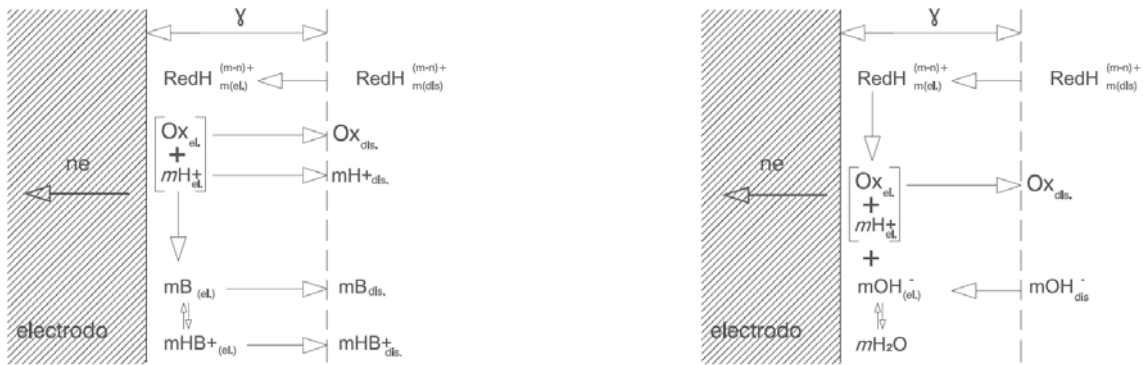 ɣ
RedH (m-n)+ m(el.) RedH (m-n)+ m(dis)
Ox el. Ox dis.
+
mH+ el. mH+ dis.
ne
mB (el.) mB dis.
electrodo
mHB+ (el.) mHB+ dis.
ɣ
RedH (m-n)+ m(el.) RedH (m-n)+ m(dis)
ne
Ox el. Ox dis.
+
mH+ el.
+
mOH - (el.) mOH - dis
electrodo
mH₂O